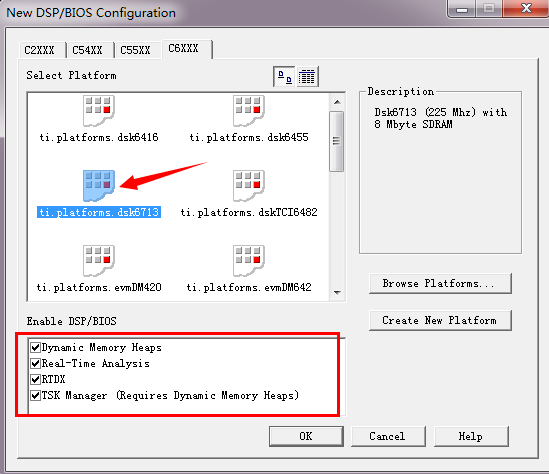 New DSP/BIOS Configuration
C2XXX
C54XX
C55XX
C6XXX
Select Platform
ti.platforms.dsk6416
ti.platforms.dsk6455
ti.platforms.dsk6713
ti.platforms.dskTCI6482
ti.platforms.evmDM420
ti.platforms.evmDM642
Description
Dsk6713 (225 Mhz) with
8 Mbyte SDRAM
Browse Platforms...
Create New Platform
Enable DSP/BIOS
Dynamic Memory Heaps
Real-Time Analysis
RTDX
TSK Manager (Requires Dynamic Memory Heaps)
OK
Cancel
Help